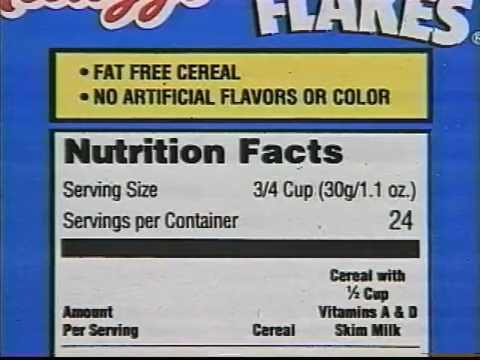 Kellogg's
FLAKES®
• FAT FREE CEREAL
• NO ARTIFICIAL FLAVORS OR COLOR
Nutrition Facts
Serving Size 3/4 Cup (30g/1.1 oz.)
Servings per Container 24
Cereal with
½ Cup
Amount Vitamins A & D
Per Serving Cereal Skim Milk